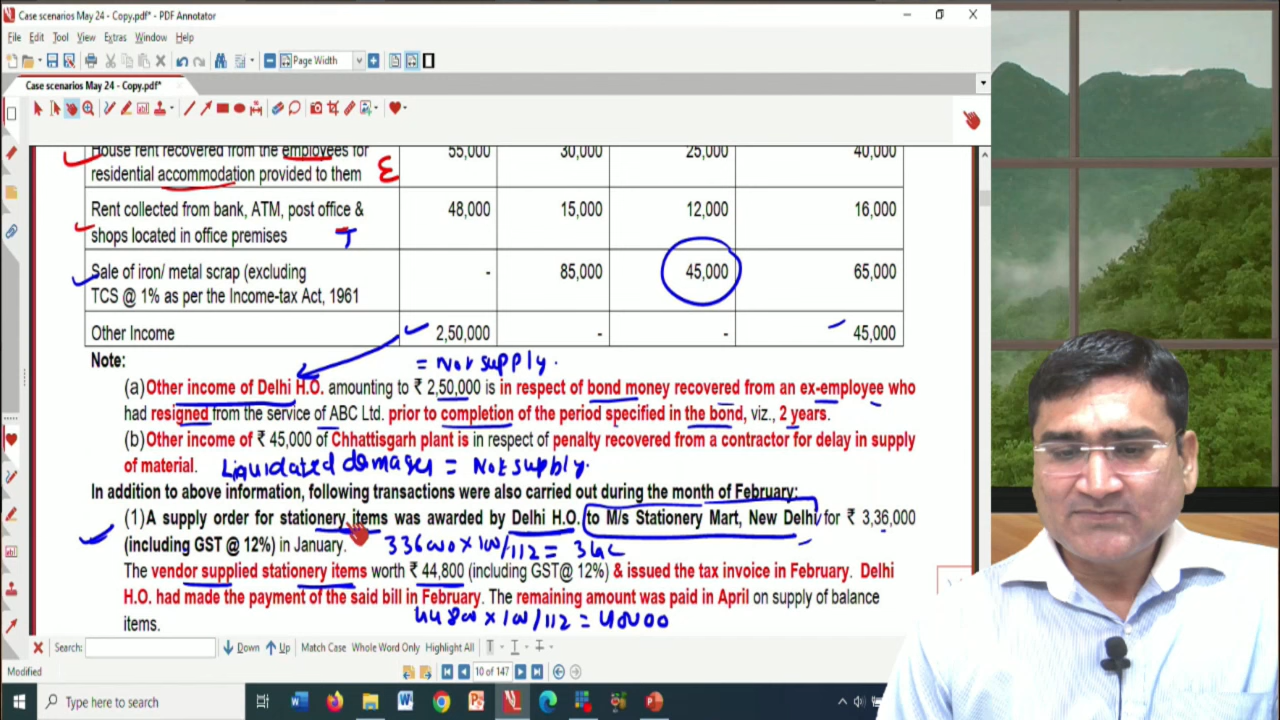 Case scenarios May 24 - Copy.pdf* - PDF Annotator
File Edit Tool View Extras Window Help
Page Width
Case scenarios May 24 - Copy.pdf*
House rent recovered from the employees for 55,000 30,000 25,000 40,000
residential accommodation provided to them E
Rent collected from bank, ATM, post office & 48,000 15,000 12,000 16,000
shops located in office premises T
Sale of iron/ metal scrap (excluding - 85,000 45,000 65,000
TCS @ 1% as per the Income-tax Act, 1961
Other Income 2,50,000 - - 45,000
Note:
= Not supply.
(a) Other income of Delhi H.O. amounting to ₹ 2,50,000 is in respect of bond money recovered from an ex-employee who
had resigned from the service of ABC Ltd. prior to completion of the period specified in the bond, viz., 2 years.
(b) Other income of ₹ 45,000 of Chhattisgarh plant is in respect of penalty recovered from a contractor for delay in supply
of material. Liquidated damages = Not supply.
In addition to above information, following transactions were also carried out during the month of February:
(1) A supply order for stationery items was awarded by Delhi H.O. to M/s Stationery Mart, New Delhi for ₹ 3,36,000
(including GST @ 12%) in January. 336000 x 100/112 = 3
The vendor supplied stationery items worth ₹ 44,800 (including GST@ 12%) & issued the tax invoice in February. Delhi
H.O. had made the payment of the said bill in February. The remaining amount was paid in April on supply of balance
items. 44800 x 100/112 = 40000
Search: Down Up Match Case Whole Word Only Highlight All
Modified 10 of 147
Type here to search